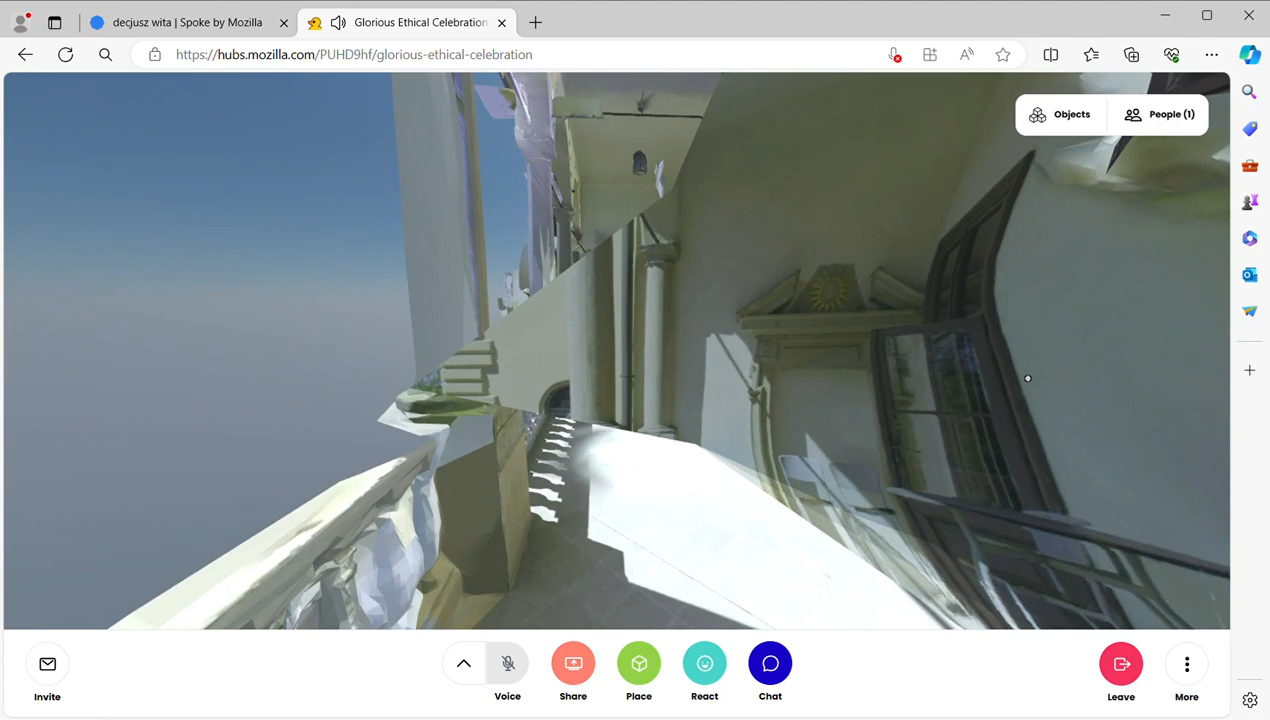 decjusz wita | Spoke by Mozilla
Glorious Ethical Celebration
https://hubs.mozilla.com/PUHD9hf/glorious-ethical-celebration
Objects
People (1)
Invite
Voice
Share
Place
React
Chat
Leave
More